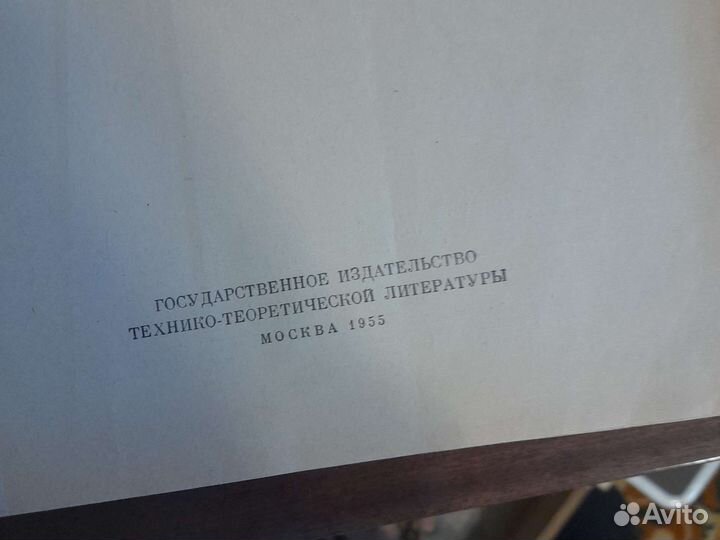 ГОСУДАРСТВЕННОЕ ИЗДАТЕЛЬСТВО
ТЕХНИКО-ТЕОРЕТИЧЕСКОЙ ЛИТЕРАТУРЫ
МОСКВА 1955
Avito